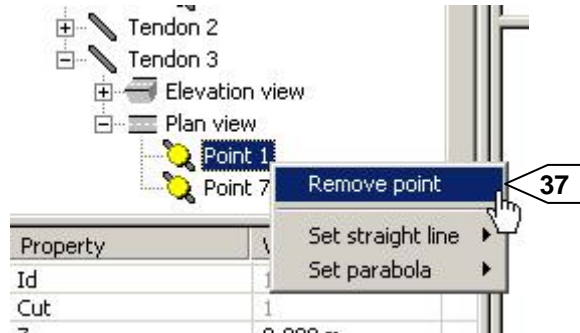 Tendon 2
Tendon 3
Elevation view
Plan view
Point 1
Point 7
Remove point
37
Set straight line
Set parabola
Property
Id 1
Cut 1